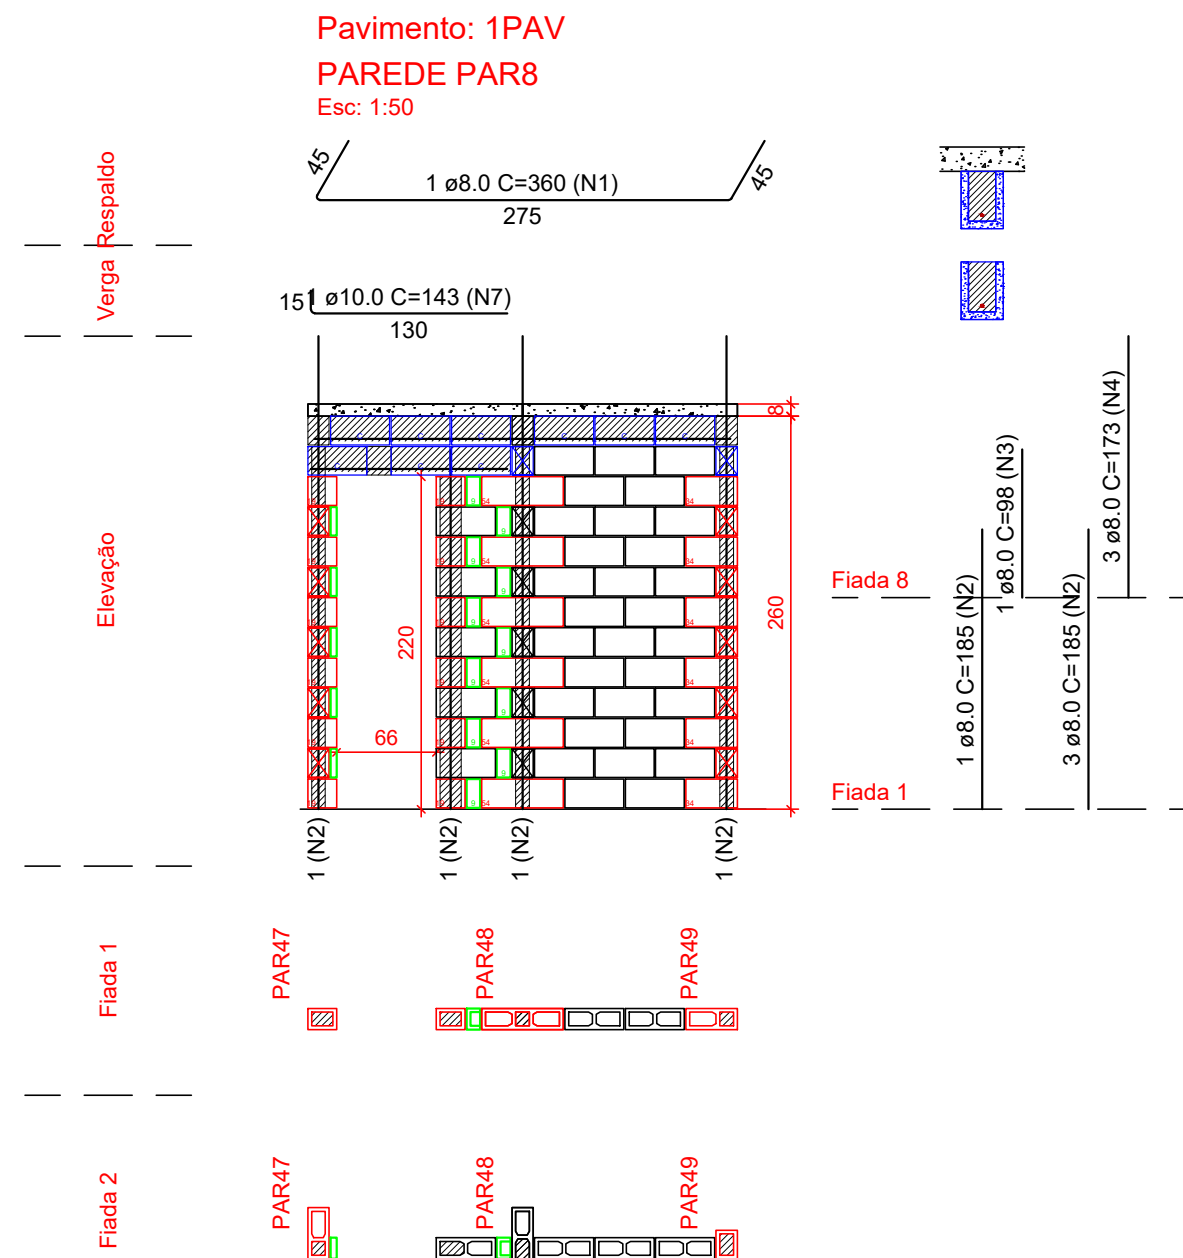 Pavimento: 1PAV
PAREDE PAR8
Esc: 1:50
Respaldo
45
1 ø8.0 C=360 (N1)
45
275
Verga
15
1 ø10.0 C=143 (N7)
130
Elevação
8
260
220
66
1 (N2)
1 (N2)
1 (N2)
1 (N2)
Fiada 8
Fiada 1
1 ø8.0 C=185 (N2)
1 ø8.0 C=98 (N3)
3 ø8.0 C=185 (N2)
3 ø8.0 C=173 (N4)
Fiada 1
PAR47
PAR48
PAR49
Fiada 2
PAR47
PAR48
PAR49